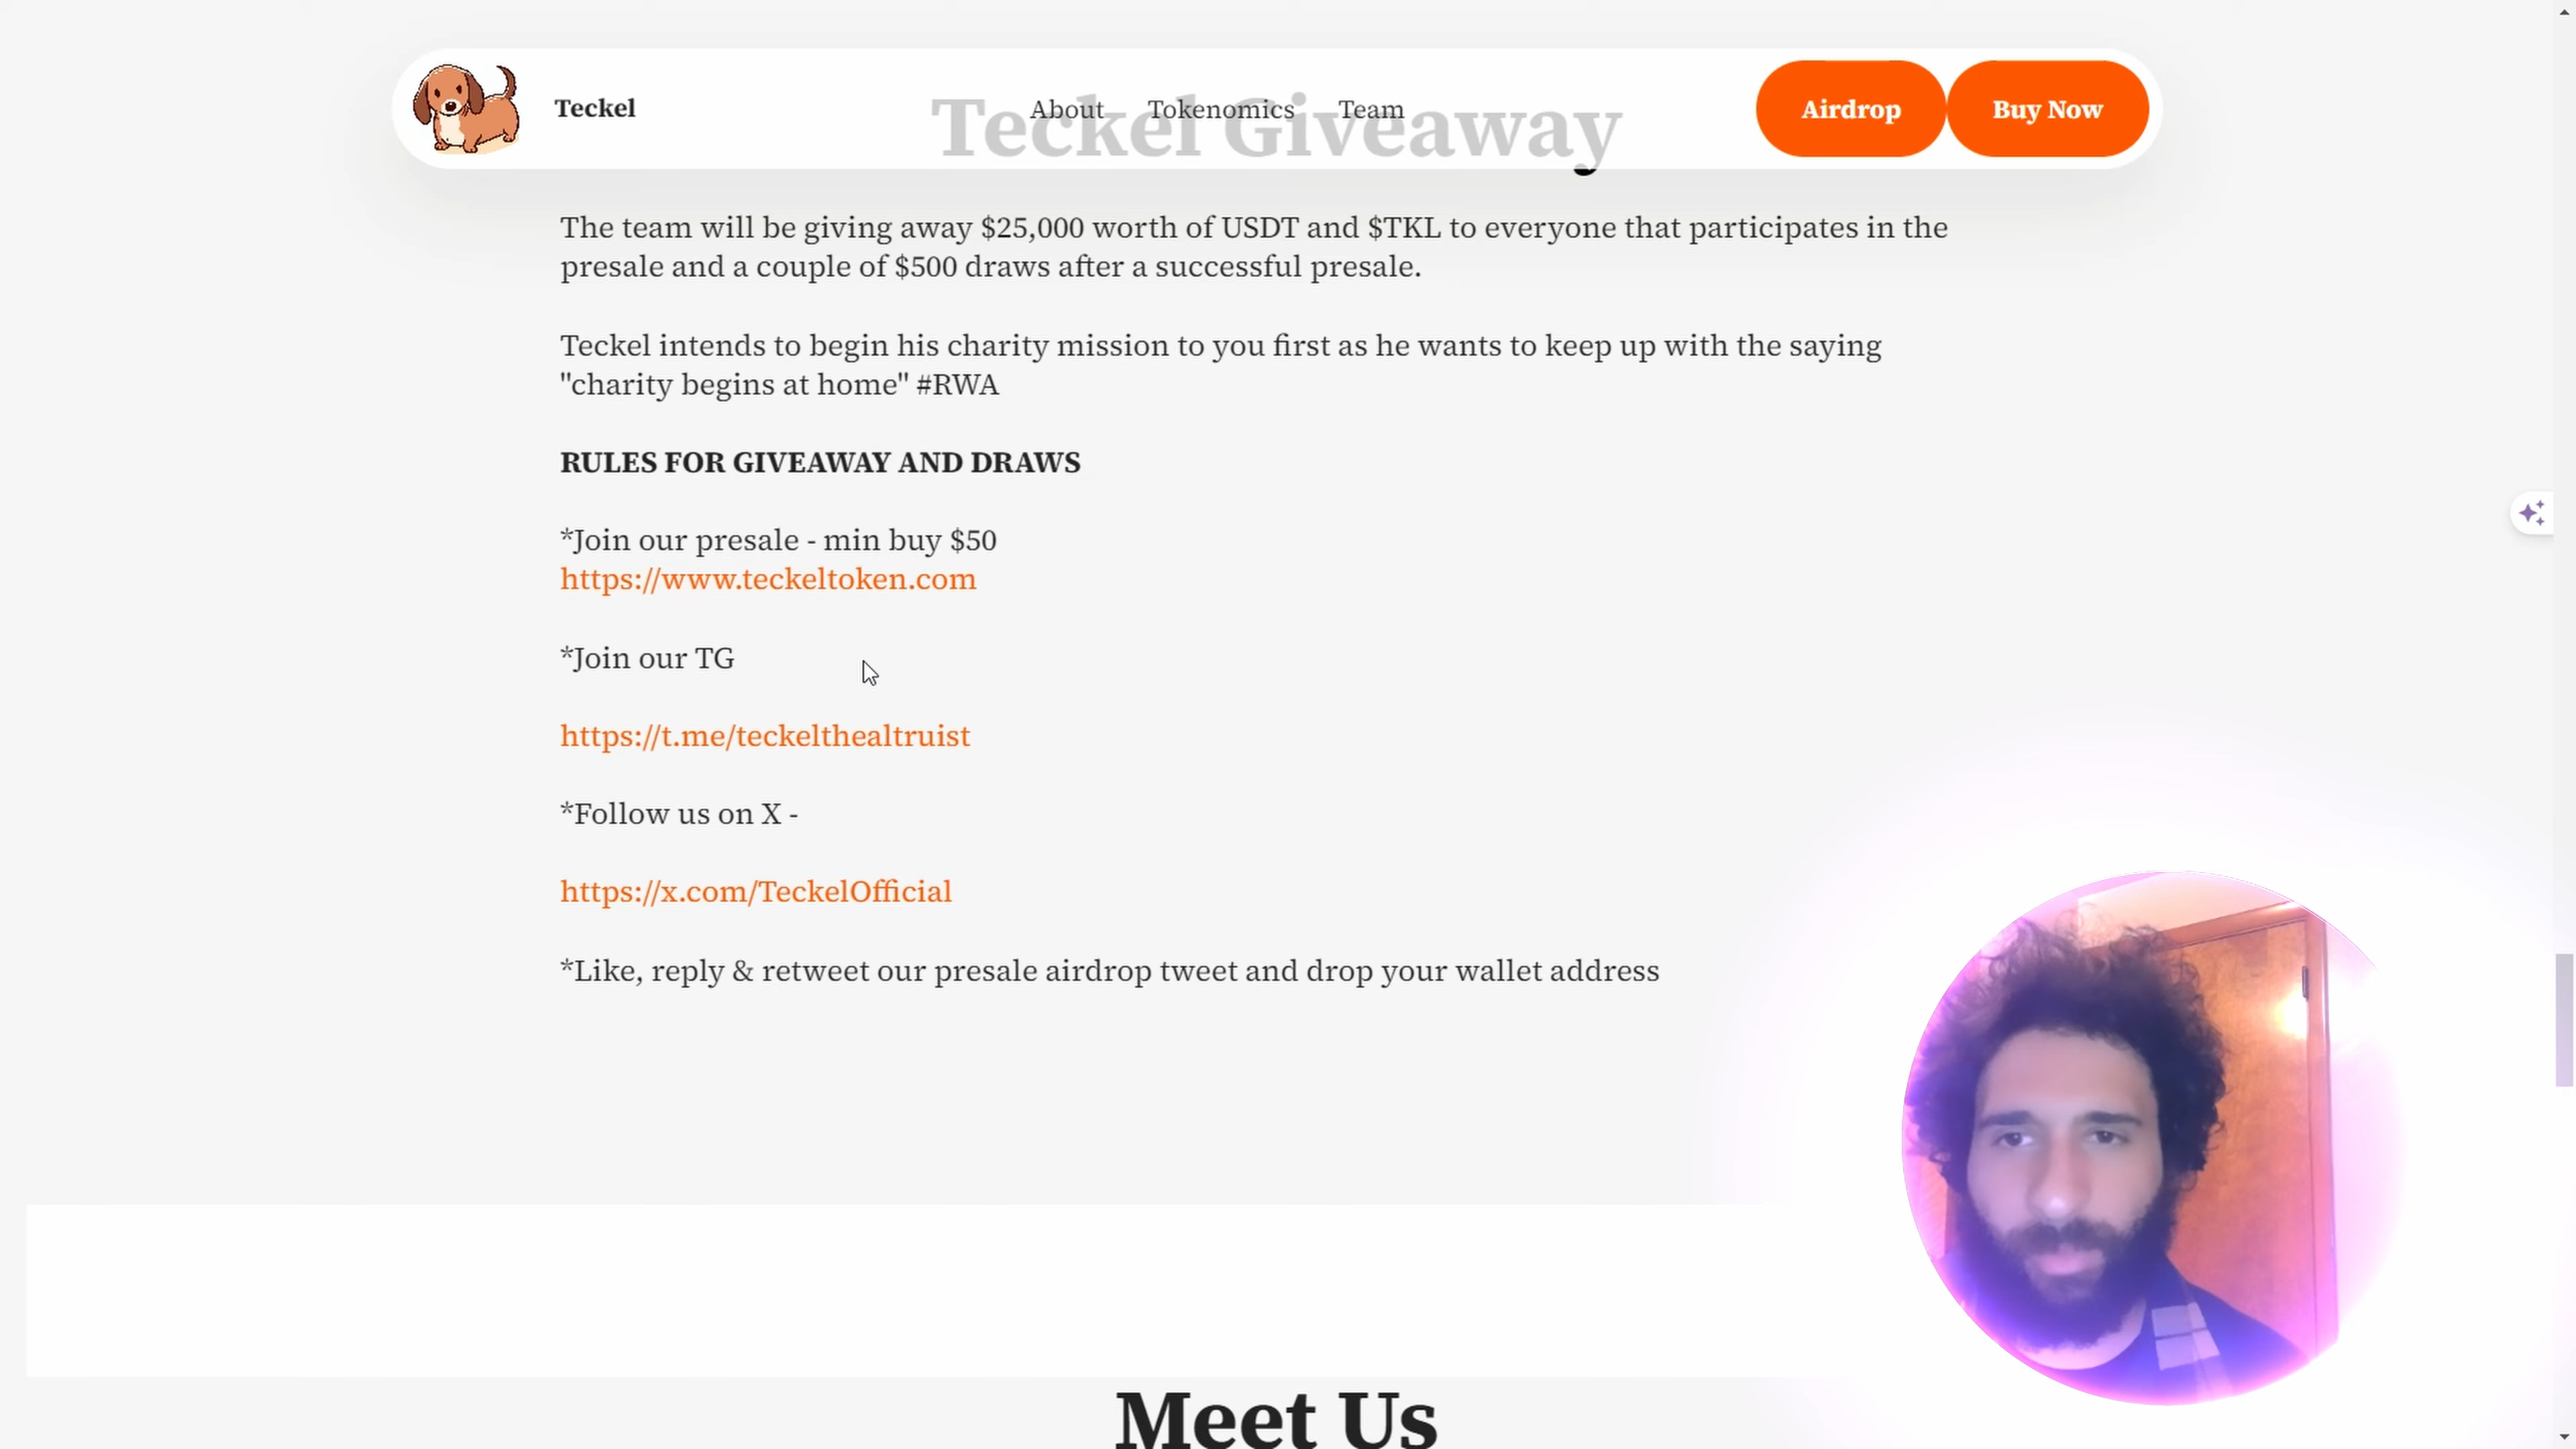 Teckel
About
Tokenomics
Team
Airdrop
Buy Now
Teckel Giveaway
The team will be giving away $25,000 worth of USDT and $TKL to everyone that participates in the
presale and a couple of $500 draws after a successful presale.
Teckel intends to begin his charity mission to you first as he wants to keep up with the saying
"charity begins at home" #RWA
RULES FOR GIVEAWAY AND DRAWS
*Join our presale - min buy $50
https://www.teckeltoken.com
*Join our TG
https://t.me/teckelthealtruist
*Follow us on X -
https://x.com/TeckelOfficial
*Like, reply & retweet our presale airdrop tweet and drop your wallet address
Meet Us